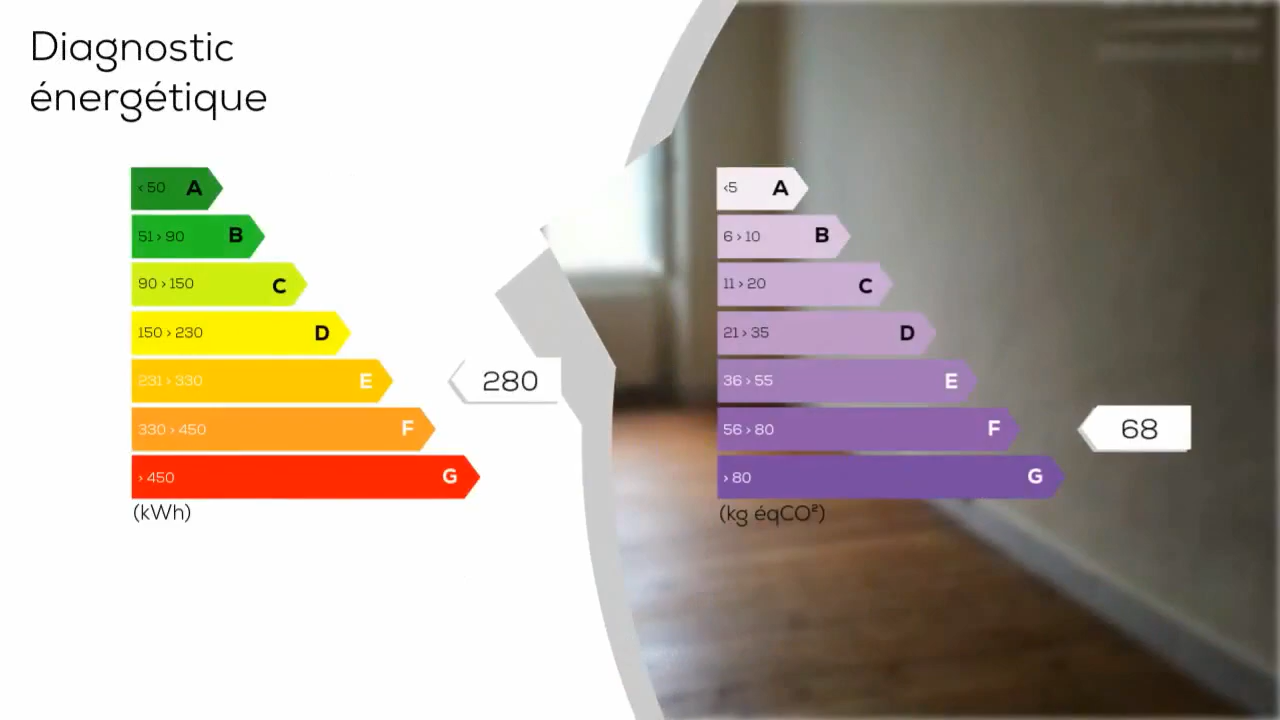 Diagnostic
énergétique
< 50 A
51 > 90 B
90 > 150 C
150 > 230 D
231 > 330 E
330 > 450 F
> 450 G
(kWh)
280
<5 A
6 > 10 B
11 > 20 C
21 > 35 D
36 > 55 E
56 > 80 F
> 80 G
(kg éqCO²)
68